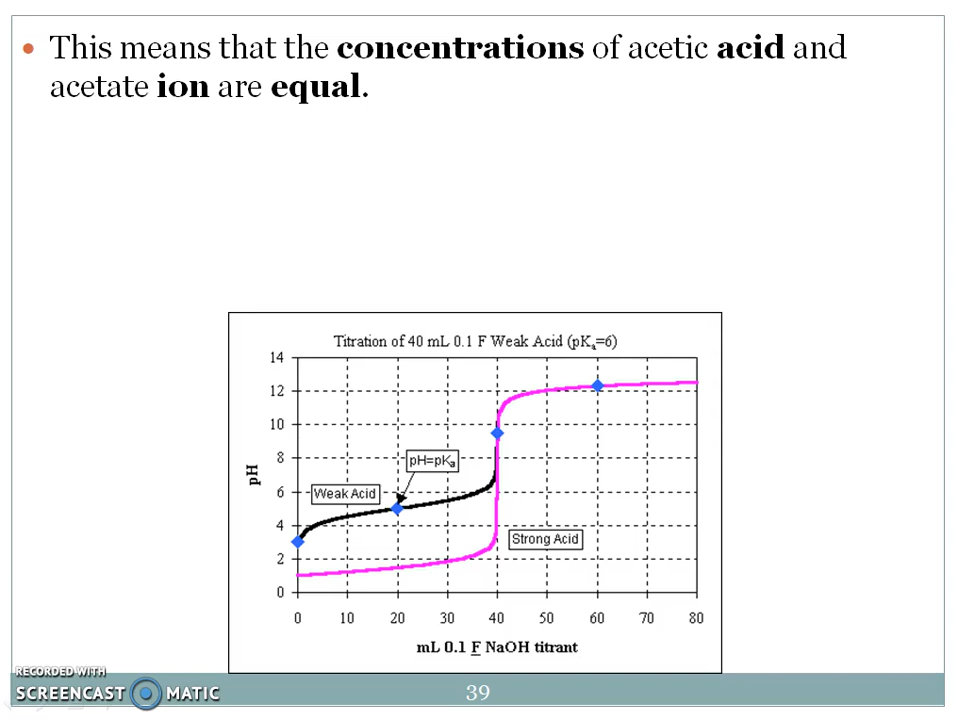 • This means that the concentrations of acetic acid and
acetate ion are equal.
Titration of 40 mL 0.1 F Weak Acid (pKa=6)
14
12
10
8
6
4
2
0
pH
pH=pKa
Weak Acid
Strong Acid
0 10 20 30 40 50 60 70 80
mL 0.1 F NaOH titrant
RECORDED WITH
SCREENCAST MATIC
39